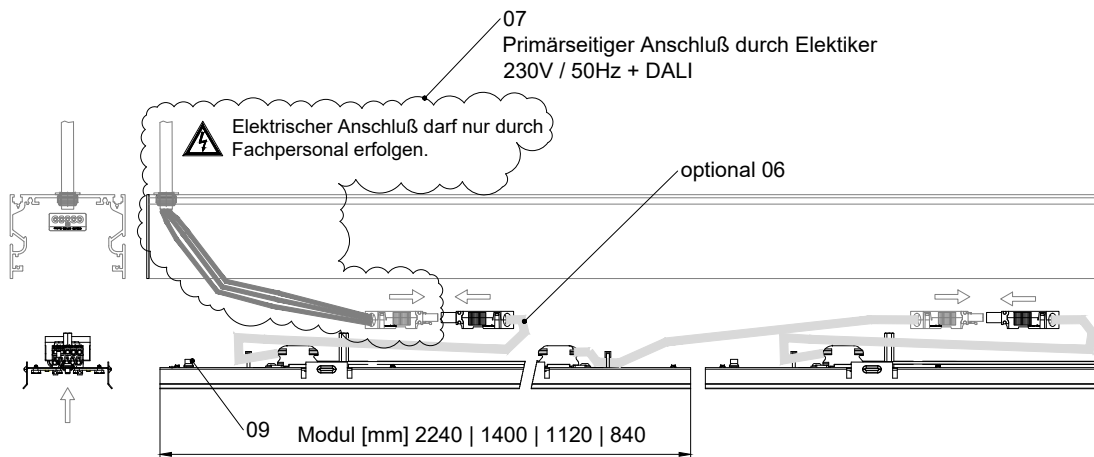 07
Primärseitiger Anschluß durch Elektiker
230V / 50Hz + DALI
Elektrischer Anschluß darf nur durch
Fachpersonal erfolgen.
optional 06
09
Modul [mm] 2240 | 1400 | 1120 | 840